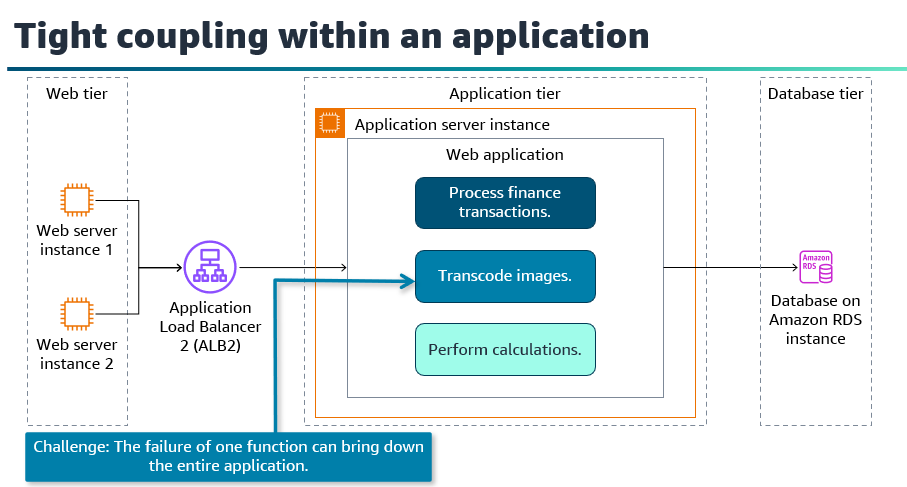 Tight coupling within an application
Web tier
Application tier
Database tier
Application server instance
Web application
Process finance
transactions.
Web server
instance 1
Transcode images.
Amazon
RDS
Application
Load Balancer
2 (ALB2)
Database on
Amazon RDS
instance
Web server
instance 2
Perform calculations.
Challenge: The failure of one function can bring down
the entire application.